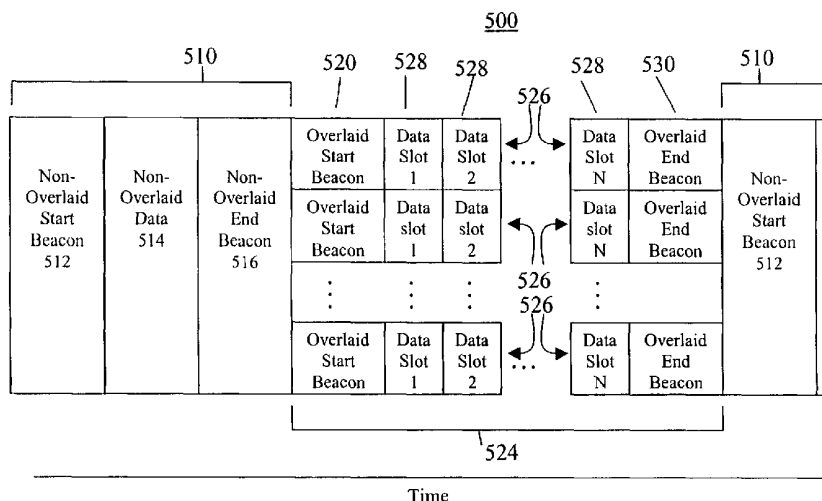 500
510
520
528
528
526
528
530
510
Non-
Overlaid
Start
Beacon
512
Non-
Overlaid
Data
514
Non-
Overlaid
End
Beacon
516
Overlaid
Start
Beacon
Data
Slot
1
Data
Slot
2
...
Data
Slot
N
Overlaid
End
Beacon
Non-
Overlaid
Start
Beacon
512
Overlaid
Start
Beacon
Data
slot
1
Data
slot
2
Data
slot
N
Overlaid
End
Beacon
526
526
Overlaid
Start
Beacon
Data
Slot
1
Data
Slot
2
...
Data
Slot
N
Overlaid
End
Beacon
524
Time